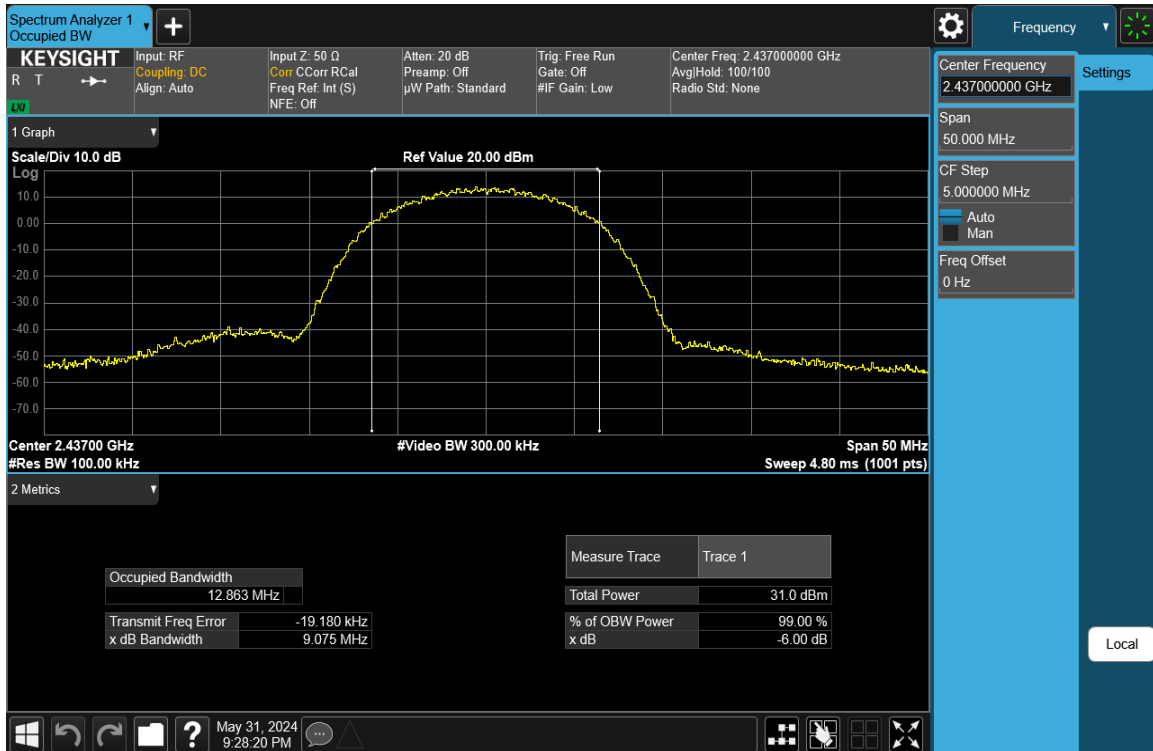 Spectrum Analyzer 1
Occupied BW
+
Frequency
KEYSIGHT
R T
LXI
Input: RF
Coupling: DC
Align: Auto
Input Z: 50 Ω
Corr CCorr RCal
Freq Ref: Int (S)
NFE: Off
Atten: 20 dB
Preamp: Off
µW Path: Standard
Trig: Free Run
Gate: Off
#IF Gain: Low
Center Freq: 2.437000000 GHz
Avg|Hold: 100/100
Radio Std: None
Center Frequency
2.437000000 GHz
Settings
Span
50.000 MHz
CF Step
5.000000 MHz
Auto
Man
Freq Offset
0 Hz
Local
1 Graph
Scale/Div 10.0 dB
Ref Value 20.00 dBm
Log
10.0
0.00
-10.0
-20.0
-30.0
-40.0
-50.0
-60.0
-70.0
Center 2.43700 GHz
#Video BW 300.00 kHz
Span 50 MHz
#Res BW 100.00 kHz
Sweep 4.80 ms (1001 pts)
2 Metrics
Measure Trace Trace 1
Occupied Bandwidth
12.863 MHz
Total Power 31.0 dBm
Transmit Freq Error -19.180 kHz
% of OBW Power 99.00 %
x dB Bandwidth 9.075 MHz
x dB -6.00 dB
?
May 31, 2024
9:28:20 PM